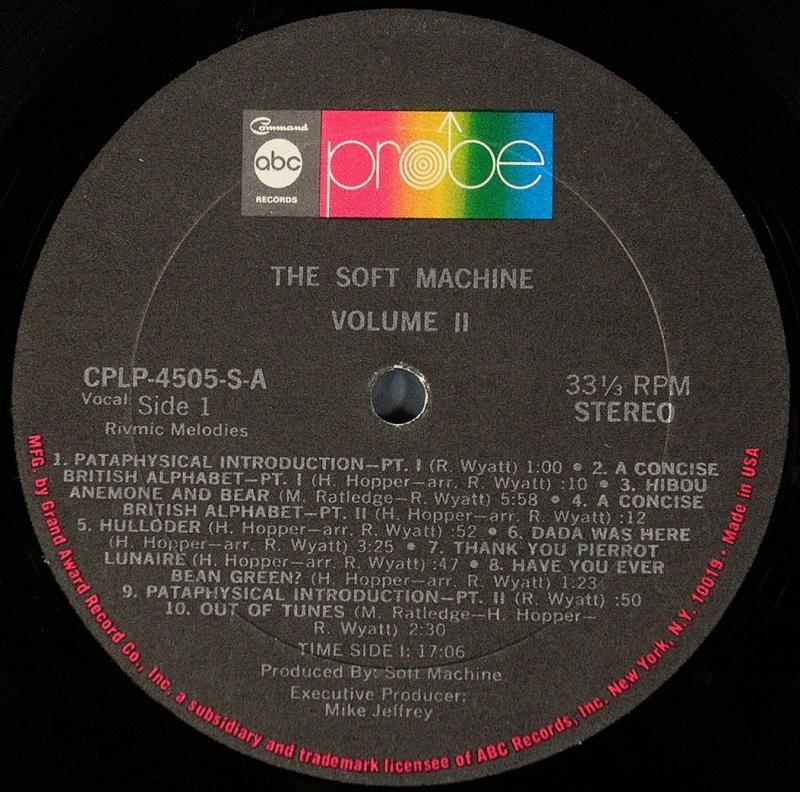 Command
abc
RECORDS
probe
THE SOFT MACHINE
VOLUME II
CPLP-4505-S-A
Vocal Side 1
Rivmic Melodies
33⅓ RPM
STEREO
1. PATAPHYSICAL INTRODUCTION—PT. I (R. Wyatt) 1:00 • 2. A CONCISE
BRITISH ALPHABET—PT. I (H. Hopper—arr. R. Wyatt) :10 • 3. HIBOU
ANEMONE AND BEAR (M. Ratledge—R. Wyatt) 5:58 • 4. A CONCISE
BRITISH ALPHABET—PT. II (H. Hopper—arr. R. Wyatt) :12
5. HULLODER (H. Hopper—arr. R. Wyatt) :52 • 6. DADA WAS HERE
(H. Hopper—arr. R. Wyatt) 3:25 • 7. THANK YOU PIERROT
LUNAIRE (H. Hopper—arr. R. Wyatt) :47 • 8. HAVE YOU EVER
BEAN GREEN? (H. Hopper—arr. R. Wyatt) 1:23
9. PATAPHYSICAL INTRODUCTION—PT. II (R. Wyatt) :50
10. OUT OF TUNES (M. Ratledge—H. Hopper—
R. Wyatt) 2:30
TIME SIDE I: 17:06
Produced By: Soft Machine
Executive Producer:
Mike Jeffrey
MFG. by Grand Award Record Co., Inc. a subsidiary and trademark licensee of ABC Records, Inc. New York, N.Y. 10019 • Made in USA